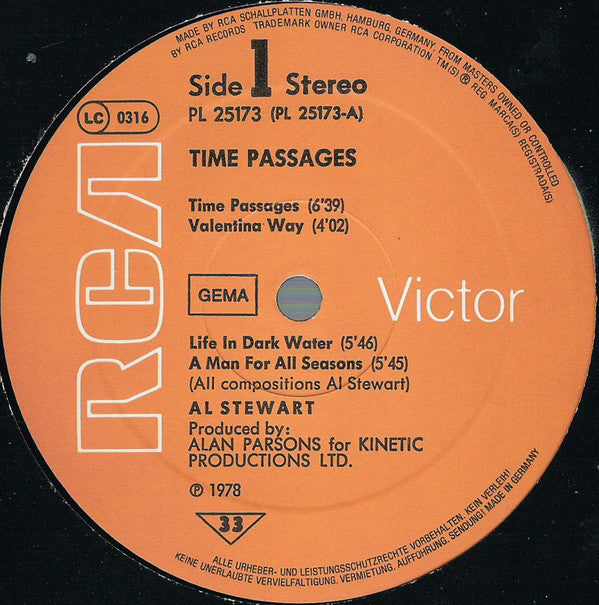 MADE BY RCA SCHALLPLATTEN GMBH, HAMBURG, GERMANY, FROM MASTERS OWNED OR CONTROLLED
BY RCA RECORDS TRADEMARK OWNER RCA CORPORATION TM(S) ® REG. MARCA(S) REGISTRADA(S)
Side 1 Stereo
PL 25173 (PL 25173-A)
LC 0316
TIME PASSAGES
Time Passages (6'39)
Valentina Way (4'02)
RCA
GEMA
Victor
Life In Dark Water (5'46)
A Man For All Seasons (5'45)
(All compositions Al Stewart)
AL STEWART
Produced by:
ALAN PARSONS for KINETIC
PRODUCTIONS LTD.
℗ 1978
33
ALLE URHEBER- UND LEISTUNGSSCHUTZRECHTE VORBEHALTEN. KEIN VERLEIH!
KEINE UNERLAUBTE VERVIELFÄLTIGUNG, VERMIETUNG, AUFFÜHRUNG, SENDUNG! MADE IN GERMANY